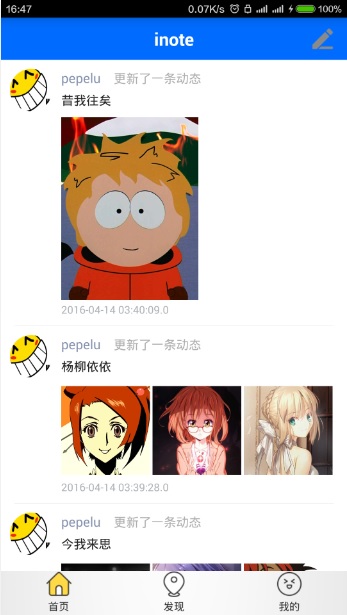 16:47 0.07K/s 100%
inote
pepelu 更新了一条动态
昔我往矣
2016-04-14 03:40:09.0
pepelu 更新了一条动态
杨柳依依
2016-04-14 03:39:28.0
pepelu 更新了一条动态
今我来思
首页 发现 我的